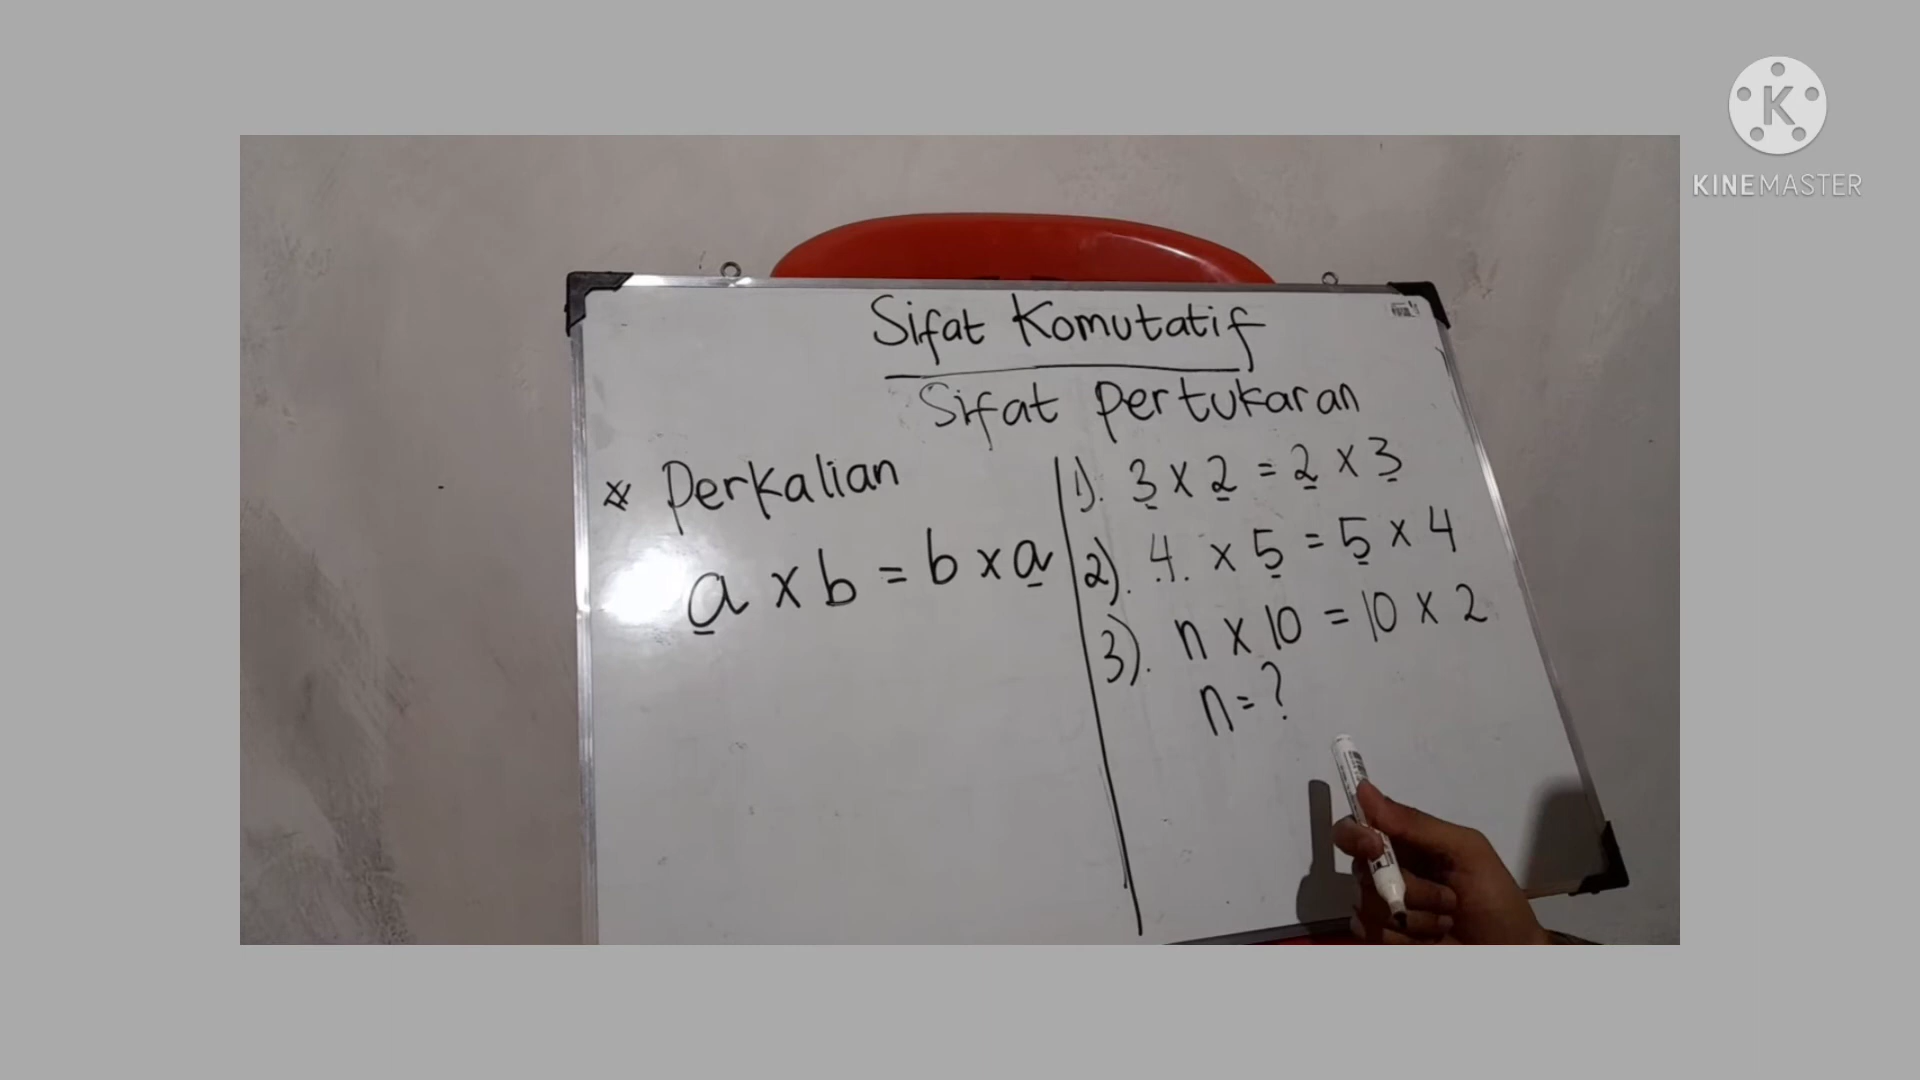 KINEMASTER
Sifat Komutatif
Sifat Pertukaran
* Perkalian
a x b = b x a
1). 3 x 2 = 2 x 3
2). 4 x 5 = 5 x 4
3). n x 10 = 10 x 2
n = ?